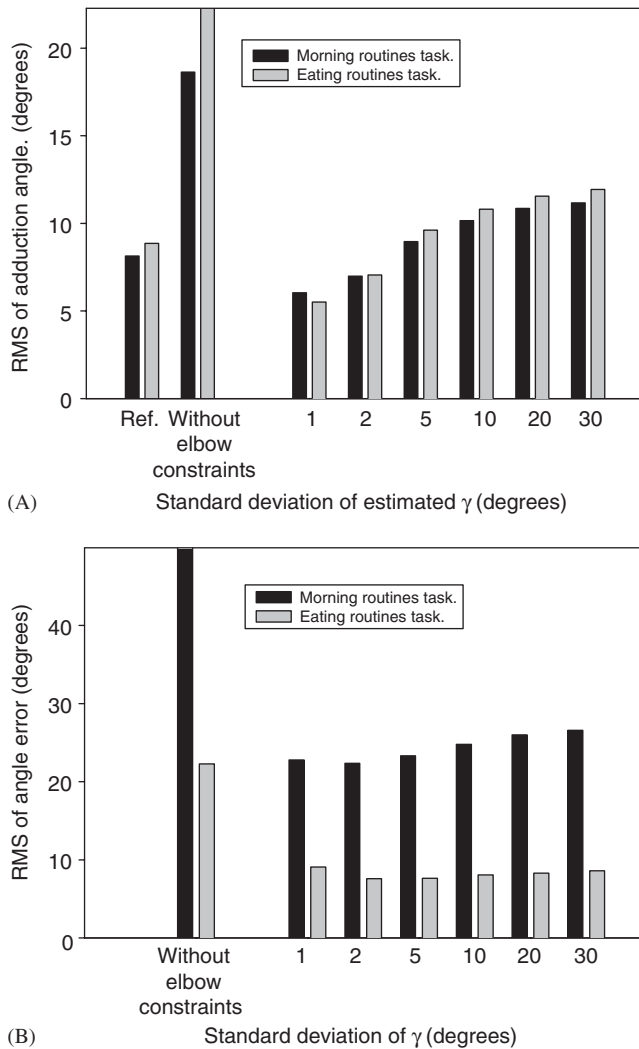 20
15
10
5
0
RMS of adduction angle. (degrees)
Morning routines task.
Eating routines task.
Ref. Without elbow constraints 1 2 5 10 20 30
(A) Standard deviation of estimated γ (degrees)
40
30
20
10
0
RMS of angle error (degrees)
Morning routines task.
Eating routines task.
Without elbow constraints 1 2 5 10 20 30
(B) Standard deviation of γ (degrees)